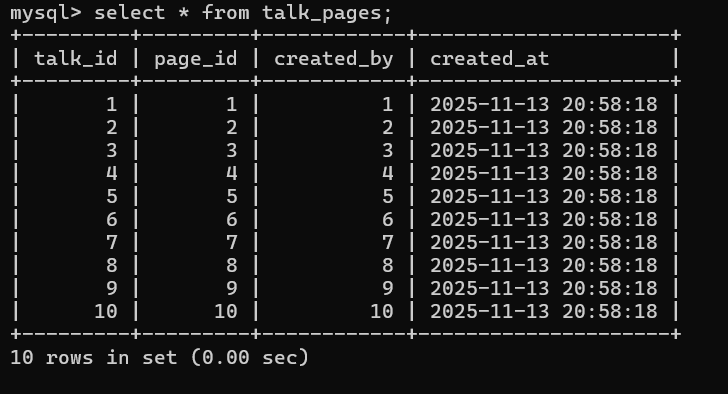 mysql> select * from talk_pages;
+---------+---------+------------+---------------------+
| talk_id | page_id | created_by | created_at          |
+---------+---------+------------+---------------------+
|       1 |       1 |          1 | 2025-11-13 20:58:18 |
|       2 |       2 |          2 | 2025-11-13 20:58:18 |
|       3 |       3 |          3 | 2025-11-13 20:58:18 |
|       4 |       4 |          4 | 2025-11-13 20:58:18 |
|       5 |       5 |          5 | 2025-11-13 20:58:18 |
|       6 |       6 |          6 | 2025-11-13 20:58:18 |
|       7 |       7 |          7 | 2025-11-13 20:58:18 |
|       8 |       8 |          8 | 2025-11-13 20:58:18 |
|       9 |       9 |          9 | 2025-11-13 20:58:18 |
|      10 |      10 |         10 | 2025-11-13 20:58:18 |
+---------+---------+------------+---------------------+
10 rows in set (0.00 sec)